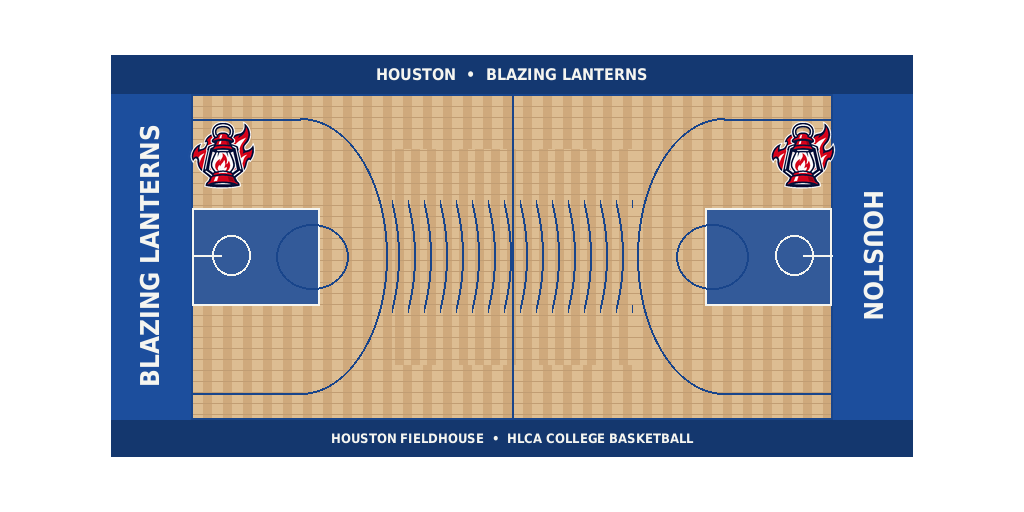 HOUSTON • BLAZING LANTERNS
BLAZING LANTERNS
HOUSTON
HOUSTON FIELDHOUSE • HLCA COLLEGE BASKETBALL